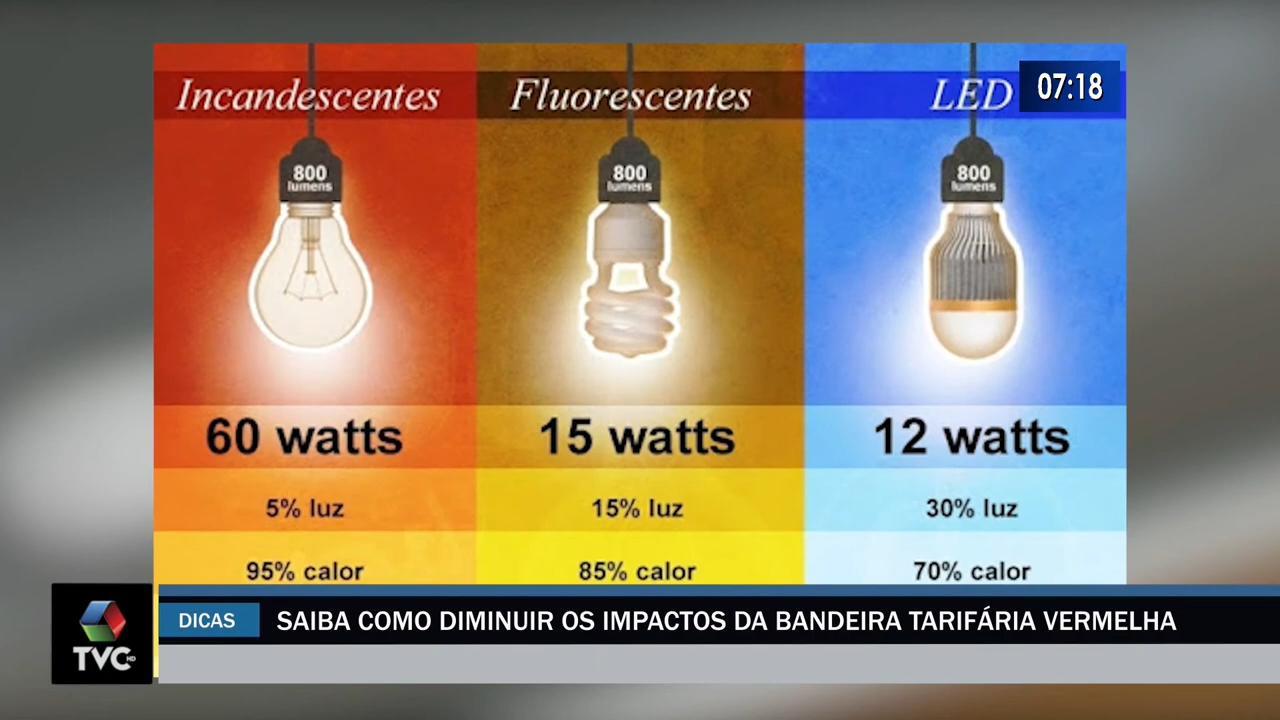 Incandescentes
Fluorescentes
LED
07:18
800
lumens
800
lumens
800
lumens
60 watts
15 watts
12 watts
5% luz
15% luz
30% luz
95% calor
85% calor
70% calor
DICAS
SAIBA COMO DIMINUIR OS IMPACTOS DA BANDEIRA TARIFÁRIA VERMELHA
TVC HD